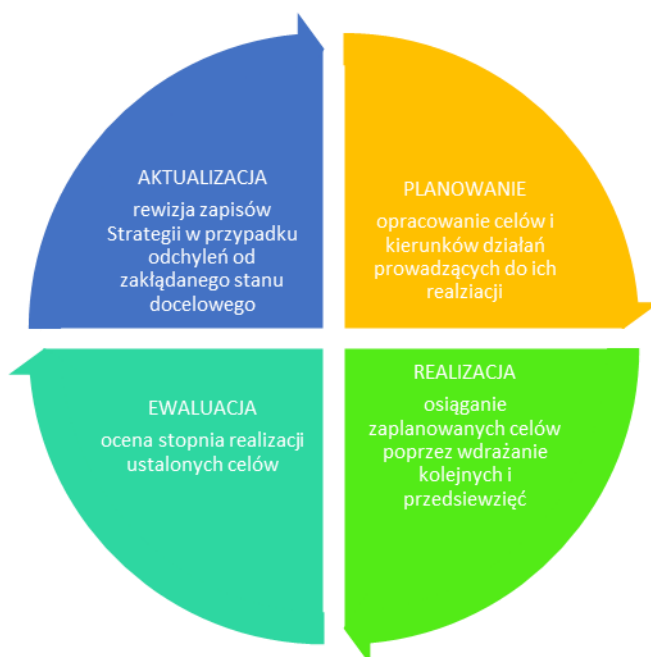 AKTUALIZACJA
rewizja zapisów
Strategii w przypadku
odchyleń od
zakłądanego stanu
docelowego
PLANOWANIE
opracowanie celów i
kierunków działań
prowadzących do ich
realziacji
REALIZACJA
osiąganie
zaplanowanych celów
poprzez wdrażanie
kolejnych i
przedsiewzięć
EWALUACJA
ocena stopnia realizacji
ustalonych celów